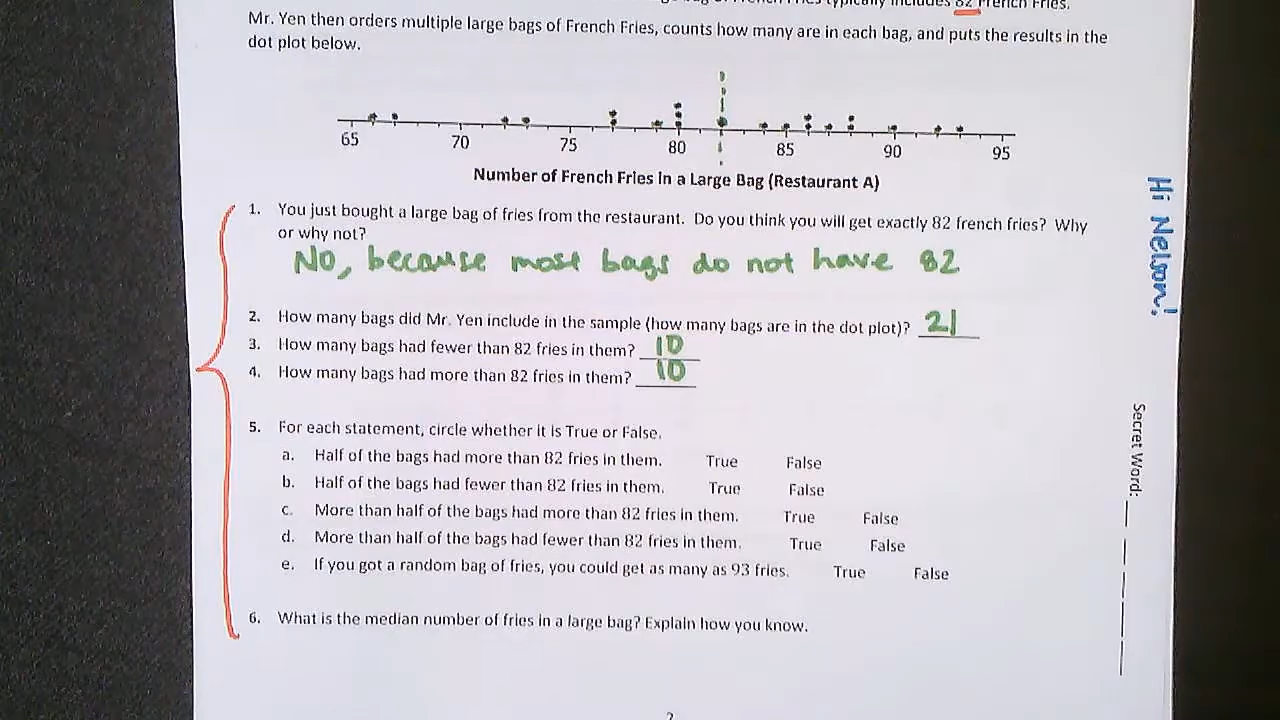 bag of French Fries typically includes 82 French Fries.
Mr. Yen then orders multiple large bags of French Fries, counts how many are in each bag, and puts the results in the
dot plot below.
65 70 75 80 85 90 95
Number of French Fries in a Large Bag (Restaurant A)
1. You just bought a large bag of fries from the restaurant. Do you think you will get exactly 82 french fries? Why
or why not?
No, because most bags do not have 82
2. How many bags did Mr. Yen include in the sample (how many bags are in the dot plot)? 21
3. How many bags had fewer than 82 fries in them? 10
4. How many bags had more than 82 fries in them? 10
5. For each statement, circle whether it is True or False.
a. Half of the bags had more than 82 fries in them. True False
b. Half of the bags had fewer than 82 fries in them. True False
c. More than half of the bags had more than 82 fries in them. True False
d. More than half of the bags had fewer than 82 fries in them. True False
e. If you got a random bag of fries, you could get as many as 93 fries. True False
6. What is the median number of fries in a large bag? Explain how you know.
Hi Nelson!
Secret Word: